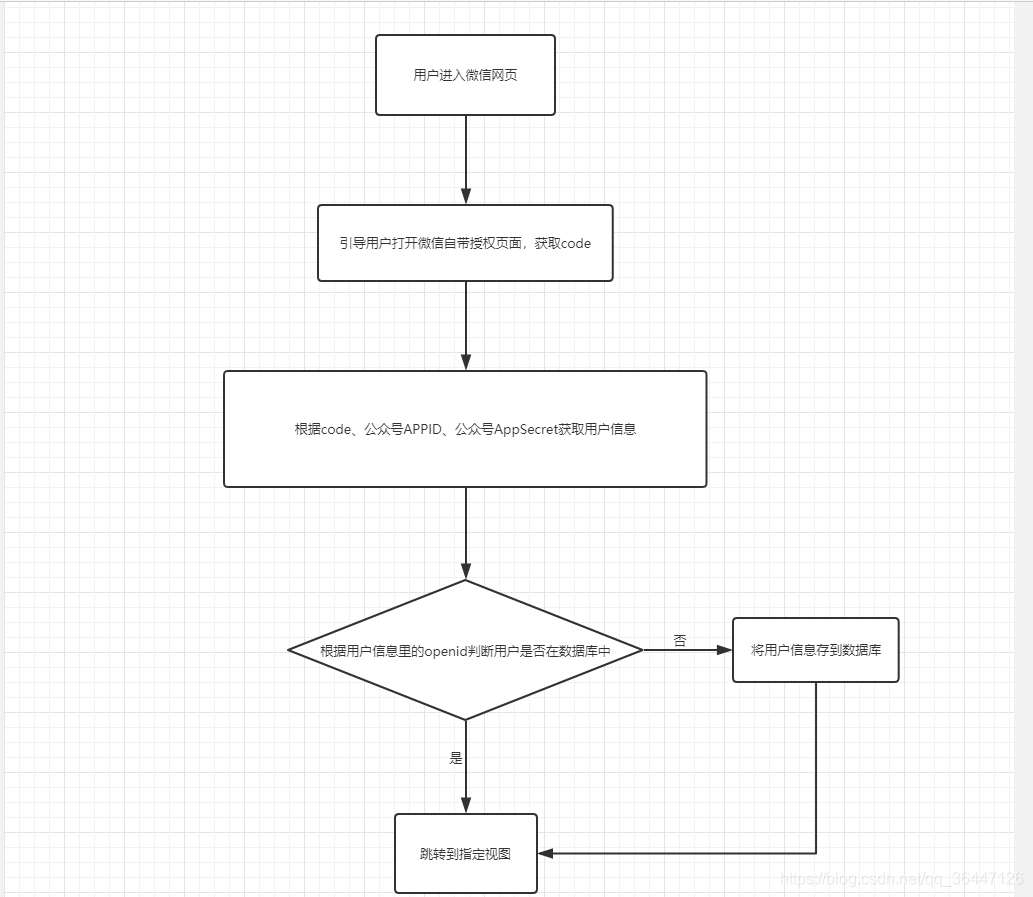 用户进入微信网页
引导用户打开微信自带授权页面，获取code
根据code、公众号APPID、公众号AppSecret获取用户信息
根据用户信息里的openid判断用户是否在数据库中
否
将用户信息存到数据库
是
跳转到指定视图
https://blog.csdn.net/qq_36447126